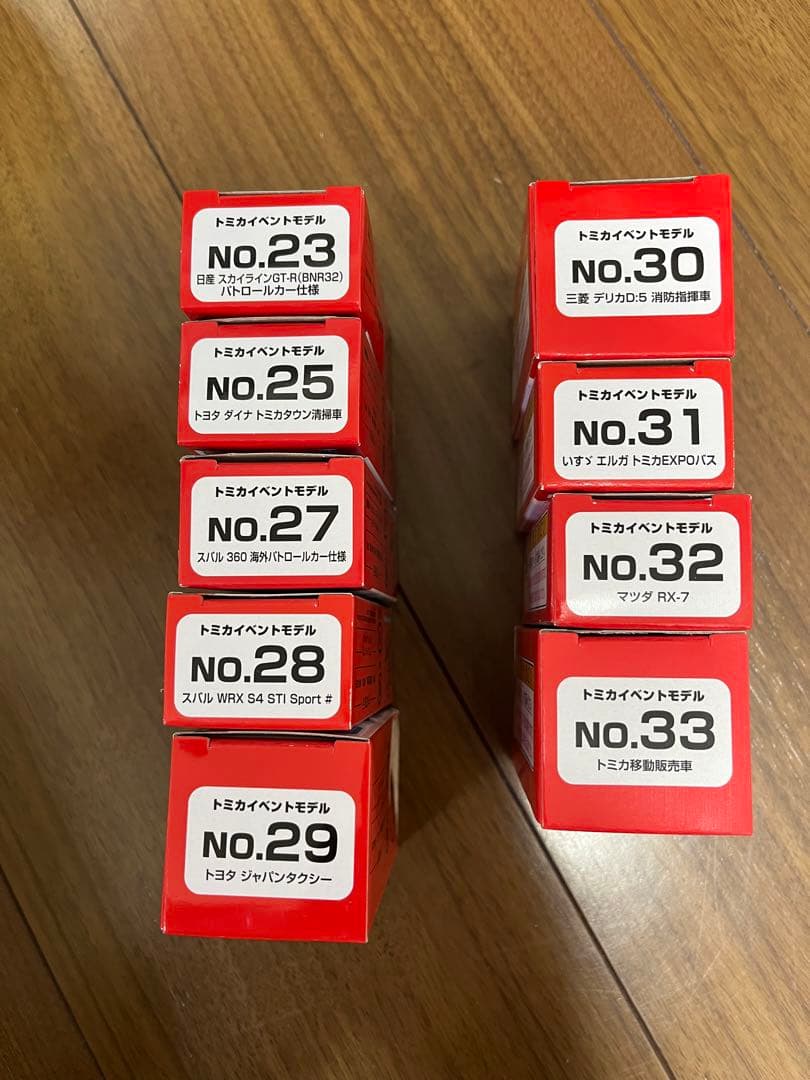 トミカイベントモデル
NO.23
日産 スカイラインGT-R(BNR32)
パトロールカー仕様
トミカイベントモデル
NO.25
トヨタ ダイナ トミカタウン清掃車
トミカイベントモデル
NO.27
スバル 360 海外パトロールカー仕様
トミカイベントモデル
NO.28
スバル WRX S4 STI Sport #
トミカイベントモデル
NO.29
トヨタ ジャパンタクシー
トミカイベントモデル
NO.30
三菱 デリカD:5 消防指揮車
トミカイベントモデル
NO.31
いすゞ エルガ トミカEXPOバス
トミカイベントモデル
NO.32
マツダ RX-7
トミカイベントモデル
NO.33
トミカ移動販売車